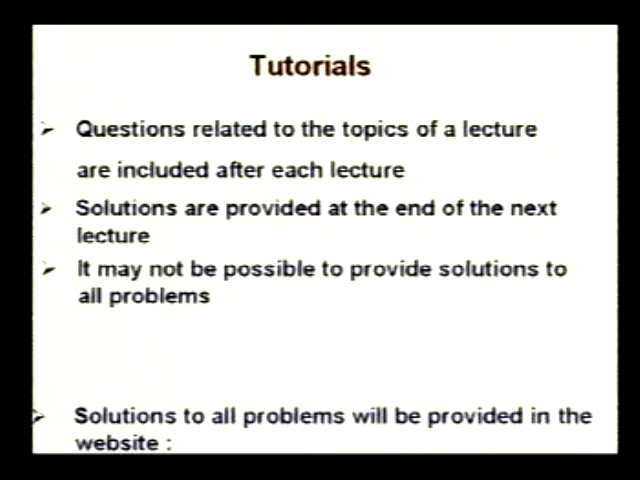 Tutorials
➢ Questions related to the topics of a lecture
are included after each lecture
➢ Solutions are provided at the end of the next
lecture
➢ It may not be possible to provide solutions to
all problems
➢ Solutions to all problems will be provided in the
website :